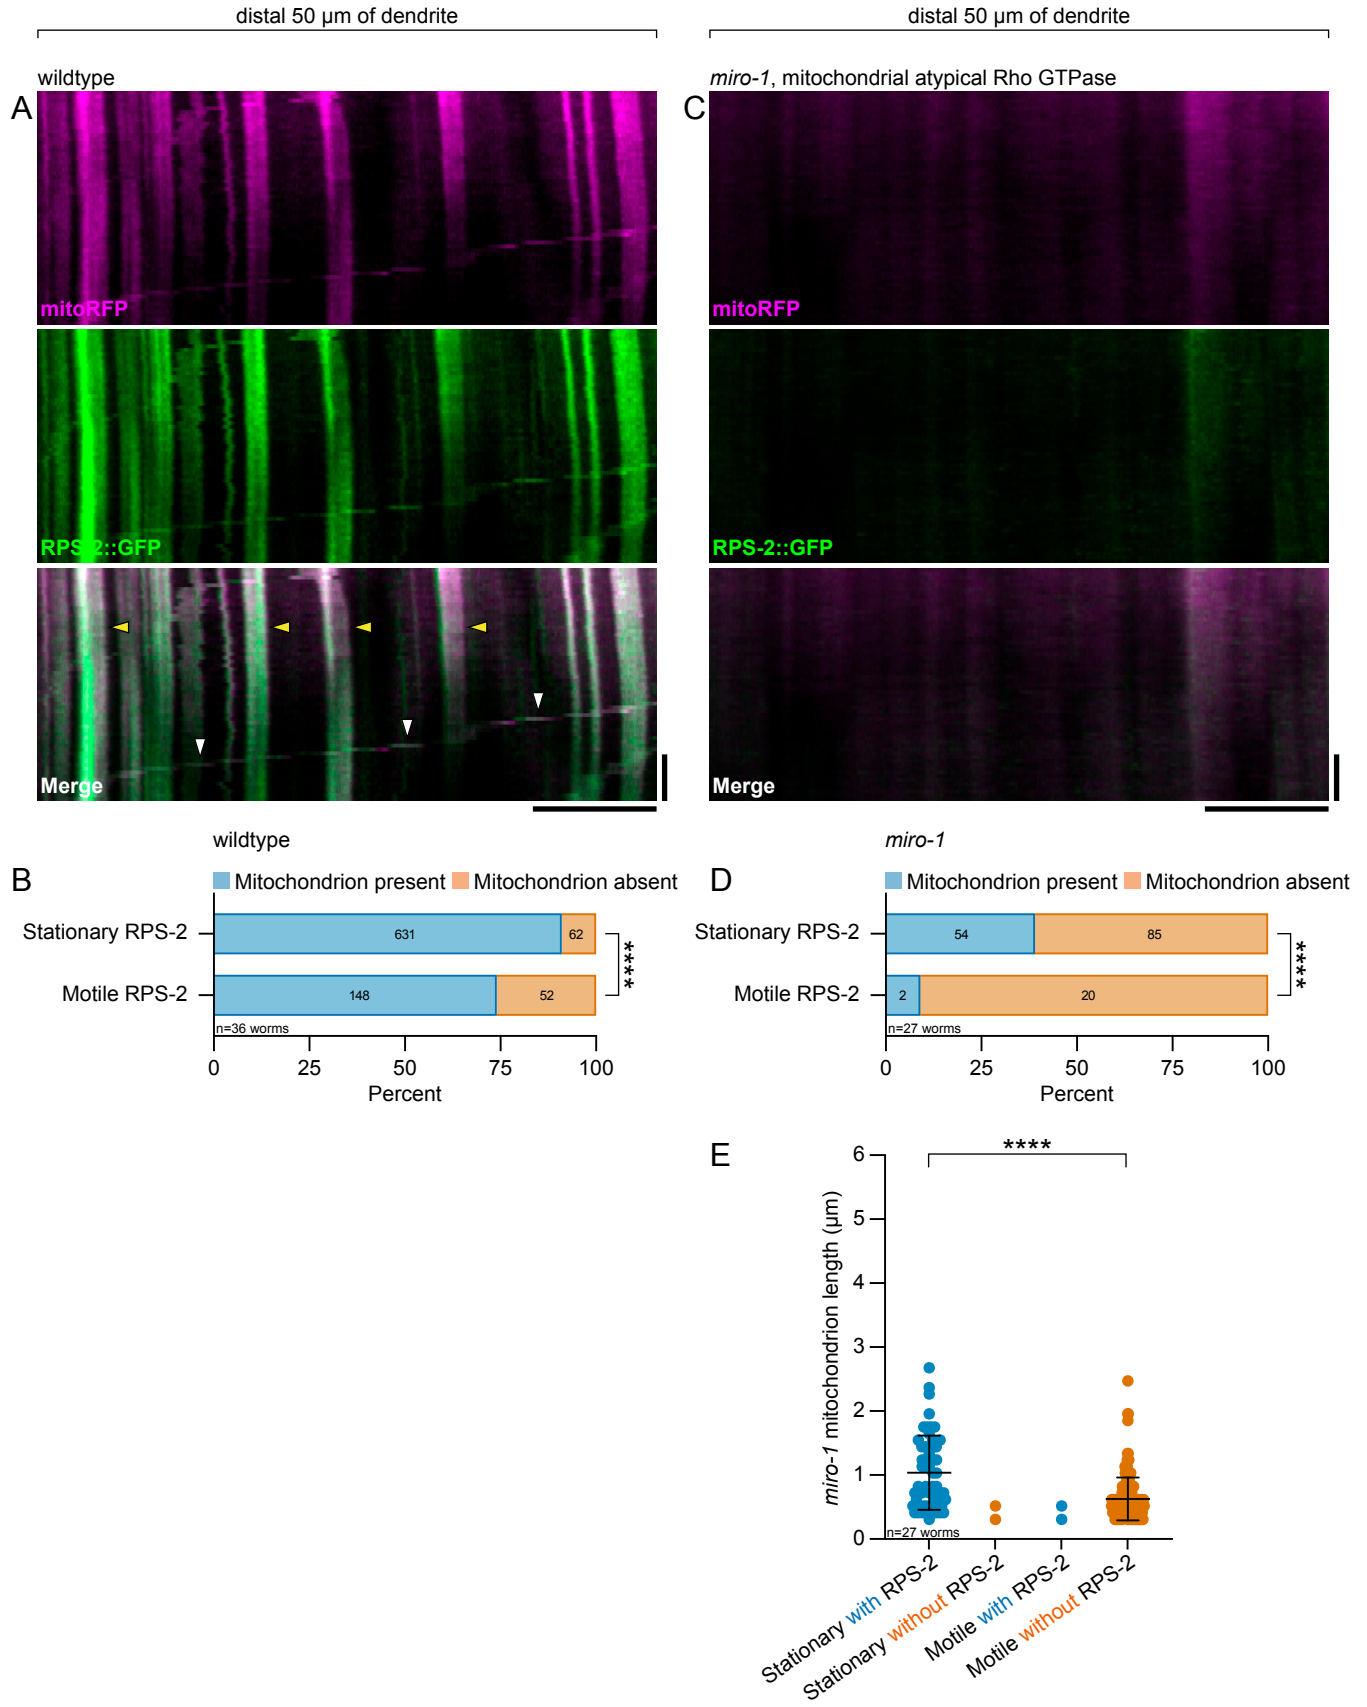 distal 50 µm of dendrite
distal 50 µm of dendrite
wildtype
miro-1, mitochondrial atypical Rho GTPase
A
C
mitoRFP
mitoRFP
RPS-2::GFP
RPS-2::GFP
Merge
Merge
wildtype
miro-1
B
Mitochondrion present
Mitochondrion absent
Stationary RPS-2
631
62
****
Motile RPS-2
148
52
n=36 worms
0
25
50
75
100
Percent
D
Mitochondrion present
Mitochondrion absent
Stationary RPS-2
54
85
****
Motile RPS-2
2
20
n=27 worms
0
25
50
75
100
Percent
E
****
miro-1 mitochondrion length (µm)
6
5
4
3
2
1
0
n=27 worms
Stationary with RPS-2
Stationary without RPS-2
Motile with RPS-2
Motile without RPS-2